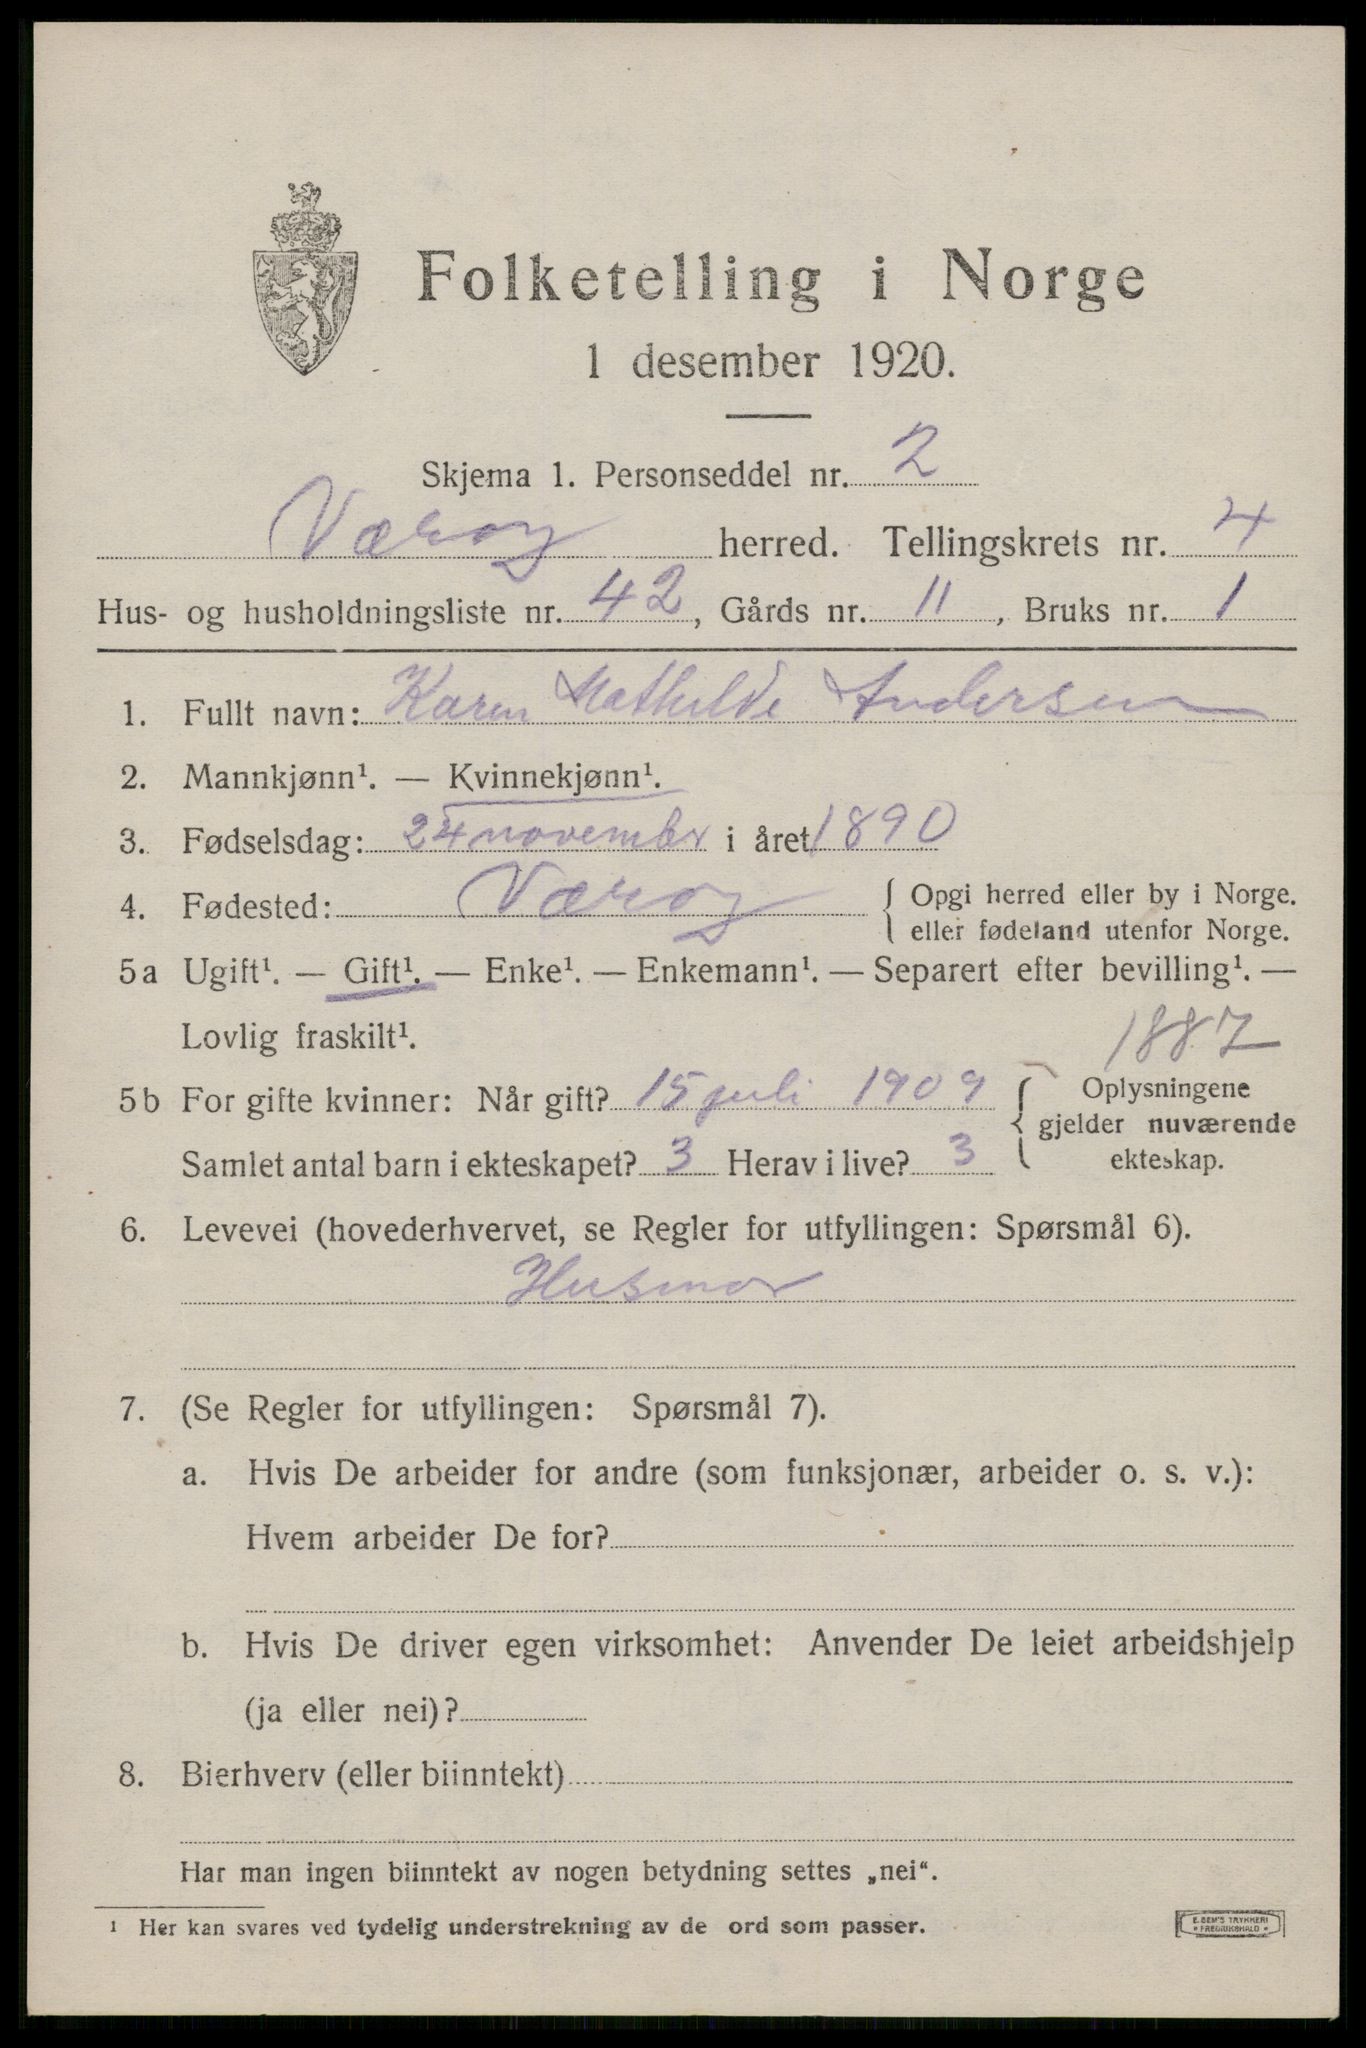 Folketelling i Norge
1 desember 1920.
Skjema 1. Personseddel nr. 2
Værøy herred. Tellingskrets nr. 4
Hus- og husholdningsliste nr. 42, Gårds nr. 11, Bruks nr. 1
1. Fullt navn: Karen Mathilde Andersen
2. Mannkjønn¹. — Kvinnekjønn¹.
3. Fødselsdag: 24 november i året 1890
4. Fødested: Værøy { Opgi herred eller by i Norge.
eller fødeland utenfor Norge.
5a Ugift¹. — Gift¹. — Enke¹. — Enkemann¹. — Separert efter bevilling¹. —
Lovlig fraskilt¹.
1887
5b For gifte kvinner: Når gift? 15 juli 1909 { Oplysningene
gjelder nuværende
Samlet antal barn i ekteskapet? 3 Herav i live? 3 ekteskap.
6. Levevei (hovederhvervet, se Regler for utfyllingen: Spørsmål 6).
Husmor
7. (Se Regler for utfyllingen: Spørsmål 7).
a. Hvis De arbeider for andre (som funksjonær, arbeider o. s. v.):
Hvem arbeider De for?
b. Hvis De driver egen virksomhet: Anvender De leiet arbeidshjelp
(ja eller nei)?
8. Bierhverv (eller biinntekt)
Har man ingen biinntekt av nogen betydning settes „nei“.
¹ Her kan svares ved tydelig understrekning av de ord som passer.
E. SEM'S TRYKKERI
• FREDRIKSHALD •